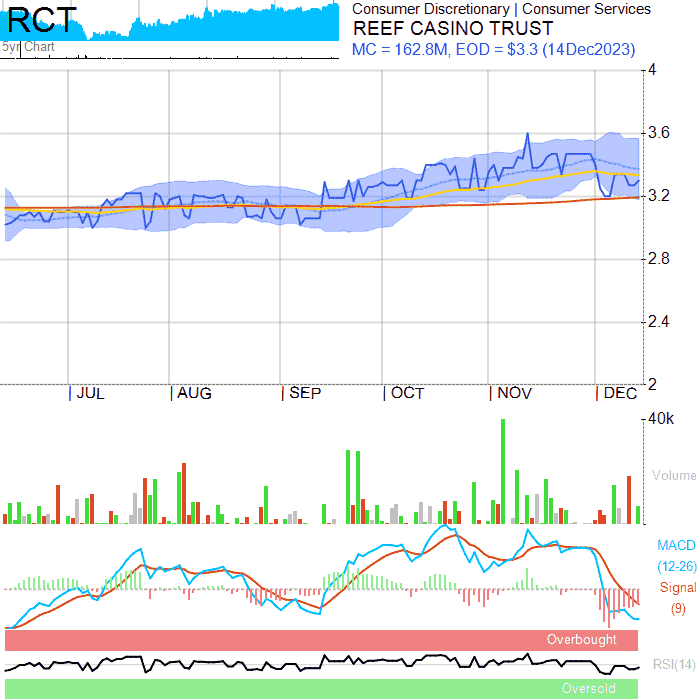 RCT
Consumer Discretionary | Consumer Services
REEF CASINO TRUST
5yr Chart
MC = 162.8M, EOD = $3.3 (14Dec2023)
4
3.6
3.2
2.8
2.4
2
JUL AUG SEP OCT NOV DEC
40k
Volume
MACD
(12-26)
Signal
(9)
Overbought
RSI(14)
Oversold